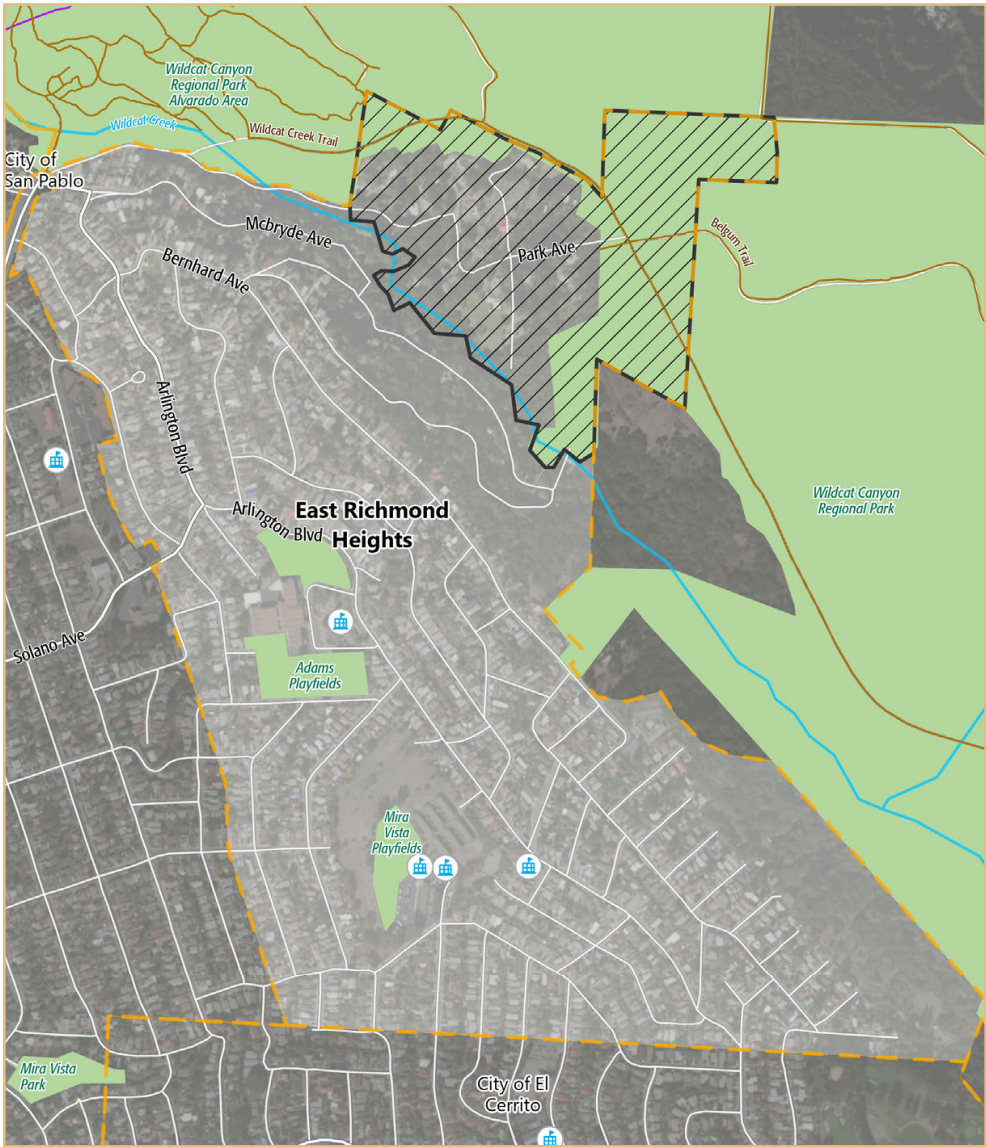 Wildcat Canyon
Regional Park
Alvarado Area
Wildcat Creek
Wildcat Creek Trail
City of
San Pablo
Mcbryde Ave
Park Ave
Belgum Trail
Bernhard Ave
Arlington Blvd
Wildcat Canyon
Regional Park
East Richmond
Heights
Arlington Blvd
Solano Ave
Adams
Playfields
Mira
Vista
Playfields
Mira Vista
Park
City of El
Cerrito